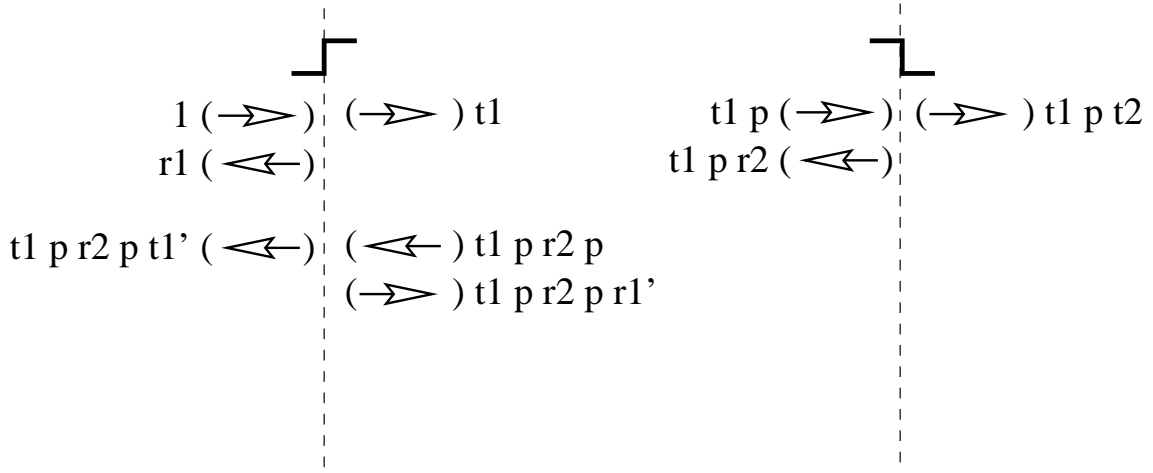 1 ( ) ( ) t1 t1 p ( ) ( ) t1 p t2
r1 ( ) t1 p r2 ( )
t1 p r2 p t1’ ( ) ( ) t1 p r2 p
( ) t1 p r2 p r1’